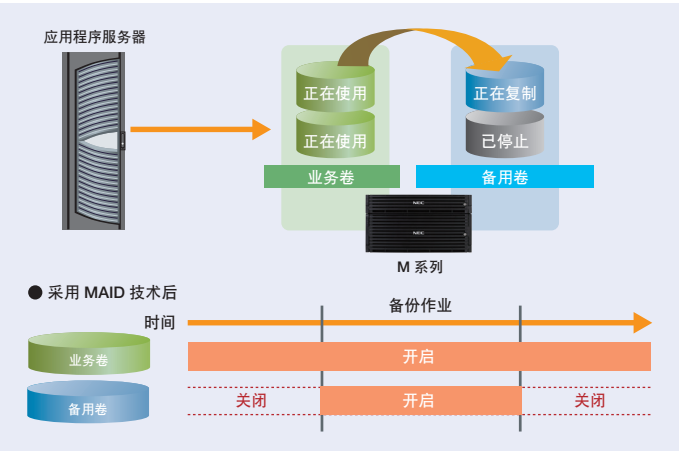 应用程序服务器
正在使用
正在复制
正在使用
已停止
业务卷
备用卷
NEC
NEC
M 系列
● 采用 MAID 技术后
备份作业
时间
业务卷
开启
备用卷
关闭
开启
关闭